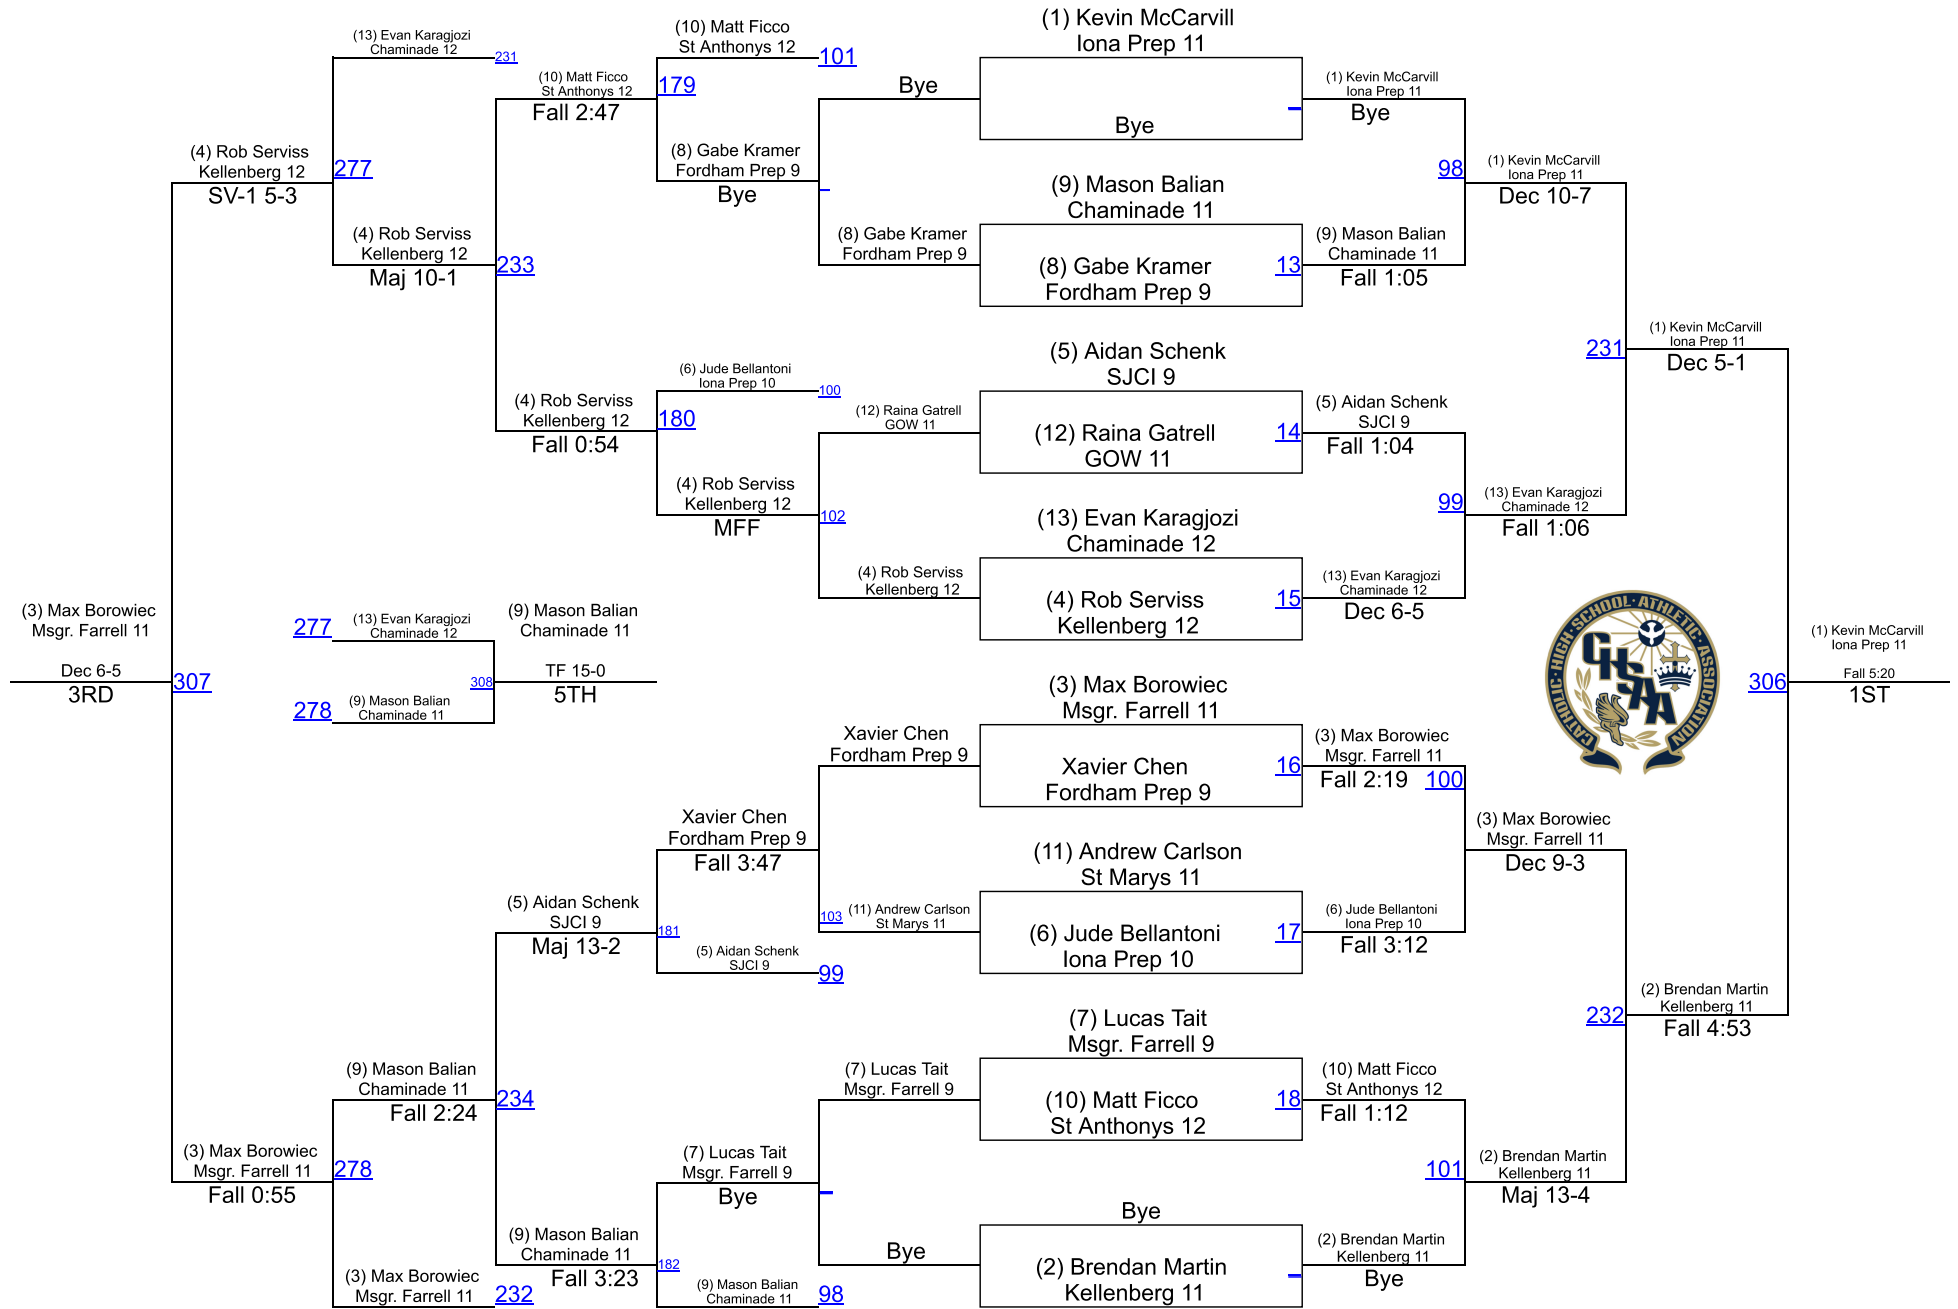 (13) Evan Karagjozi
Chaminade 12
231
(4) Rob Serviss
Kellenberg 12
SV-1 5-3
277
(4) Rob Serviss
Kellenberg 12
Maj 10-1
233
(10) Matt Ficco
St Anthonys 12
Fall 2:47
179
(10) Matt Ficco
St Anthonys 12
101
(8) Gabe Kramer
Fordham Prep 9
Bye
Bye
(8) Gabe Kramer
Fordham Prep 9
(4) Rob Serviss
Kellenberg 12
Fall 0:54
180
(6) Jude Bellantoni
Iona Prep 10
100
(4) Rob Serviss
Kellenberg 12
MFF
102
(12) Raina Gatrell
GOW 11
(4) Rob Serviss
Kellenberg 12
(3) Max Borowiec
Msgr. Farrell 11
Dec 6-5
3RD
307
277
(13) Evan Karagjozi
Chaminade 12
278
(9) Mason Balian
Chaminade 11
308
(9) Mason Balian
Chaminade 11
TF 15-0
5TH
Xavier Chen
Fordham Prep 9
Xavier Chen
Fordham Prep 9
Fall 3:47
103
(11) Andrew Carlson
St Marys 11
(5) Aidan Schenk
SJCI 9
Maj 13-2
181
(5) Aidan Schenk
SJCI 9
99
(9) Mason Balian
Chaminade 11
Fall 2:24
234
(3) Max Borowiec
Msgr. Farrell 11
Fall 0:55
278
(3) Max Borowiec
Msgr. Farrell 11
232
(7) Lucas Tait
Msgr. Farrell 9
(7) Lucas Tait
Msgr. Farrell 9
Bye
Bye
(9) Mason Balian
Chaminade 11
Fall 3:23
182
(9) Mason Balian
Chaminade 11
98
(1) Kevin McCarvill
Iona Prep 11
Bye
(9) Mason Balian
Chaminade 11
(8) Gabe Kramer
Fordham Prep 9
13
(5) Aidan Schenk
SJCI 9
(12) Raina Gatrell
GOW 11
14
(13) Evan Karagjozi
Chaminade 12
(4) Rob Serviss
Kellenberg 12
15
(3) Max Borowiec
Msgr. Farrell 11
Xavier Chen
Fordham Prep 9
16
(11) Andrew Carlson
St Marys 11
(6) Jude Bellantoni
Iona Prep 10
17
(7) Lucas Tait
Msgr. Farrell 9
(10) Matt Ficco
St Anthonys 12
18
Bye
(2) Brendan Martin
Kellenberg 11
(1) Kevin McCarvill
Iona Prep 11
Bye
98
(9) Mason Balian
Chaminade 11
Fall 1:05
(1) Kevin McCarvill
Iona Prep 11
Dec 10-7
(5) Aidan Schenk
SJCI 9
Fall 1:04
99
(13) Evan Karagjozi
Chaminade 12
Dec 6-5
(13) Evan Karagjozi
Chaminade 12
Fall 1:06
231
(1) Kevin McCarvill
Iona Prep 11
Dec 5-1
CATHOLIC·HIGH·SCHOOL·ATHLETIC·ASSOCIATION
CHSAA
306
(1) Kevin McCarvill
Iona Prep 11
Fall 5:20
1ST
(3) Max Borowiec
Msgr. Farrell 11
Fall 2:19
100
(6) Jude Bellantoni
Iona Prep 10
Fall 3:12
(3) Max Borowiec
Msgr. Farrell 11
Dec 9-3
232
(2) Brendan Martin
Kellenberg 11
Fall 4:53
(10) Matt Ficco
St Anthonys 12
Fall 1:12
101
(2) Brendan Martin
Kellenberg 11
Maj 13-4
(2) Brendan Martin
Kellenberg 11
Bye